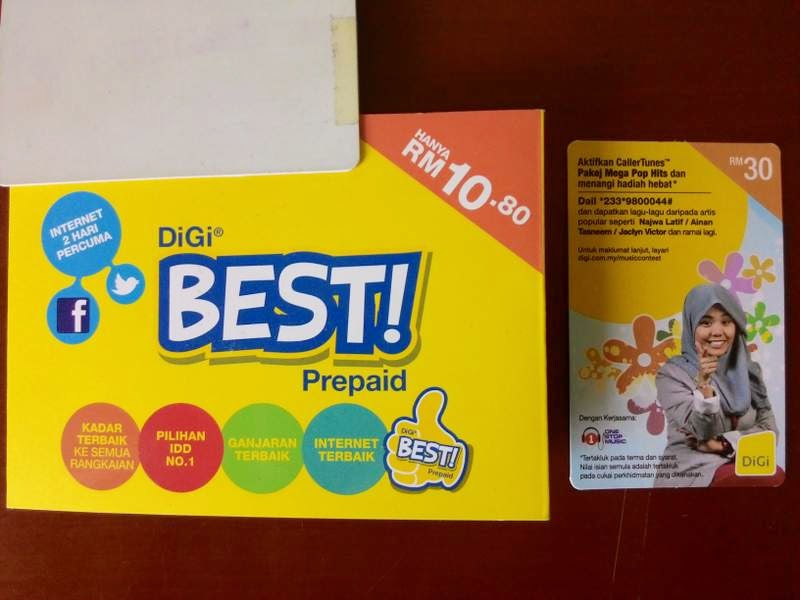 HANYA
RM10.80
INTERNET
2 HARI
PERCUMA
f
DiGi®
BEST!
Prepaid
KADAR
TERBAIK
KE SEMUA
RANGKAIAN
PILIHAN
IDD
NO.1
GANJARAN
TERBAIK
INTERNET
TERBAIK
DiGi
BEST!
Prepaid
Aktifkan CallerTunes™
Pakej Mega Pop Hits dan
menangi hadiah hebat*
RM30
Dail *233*9800044#
dan dapatkan lagu-lagu daripada artis
popular seperti Najwa Latif / Ainan
Tasneem / Jaclyn Victor dan ramai lagi.
Untuk maklumat lanjut, layari
digi.com.my/musiccontest
Dengan Kerjasama:
1 ONE
STOP
MUSIC
*Tertakluk pada terma dan syarat.
Nilai isian semula adalah tertakluk
pada cukai perkhidmatan yang dikenakan.
DiGi